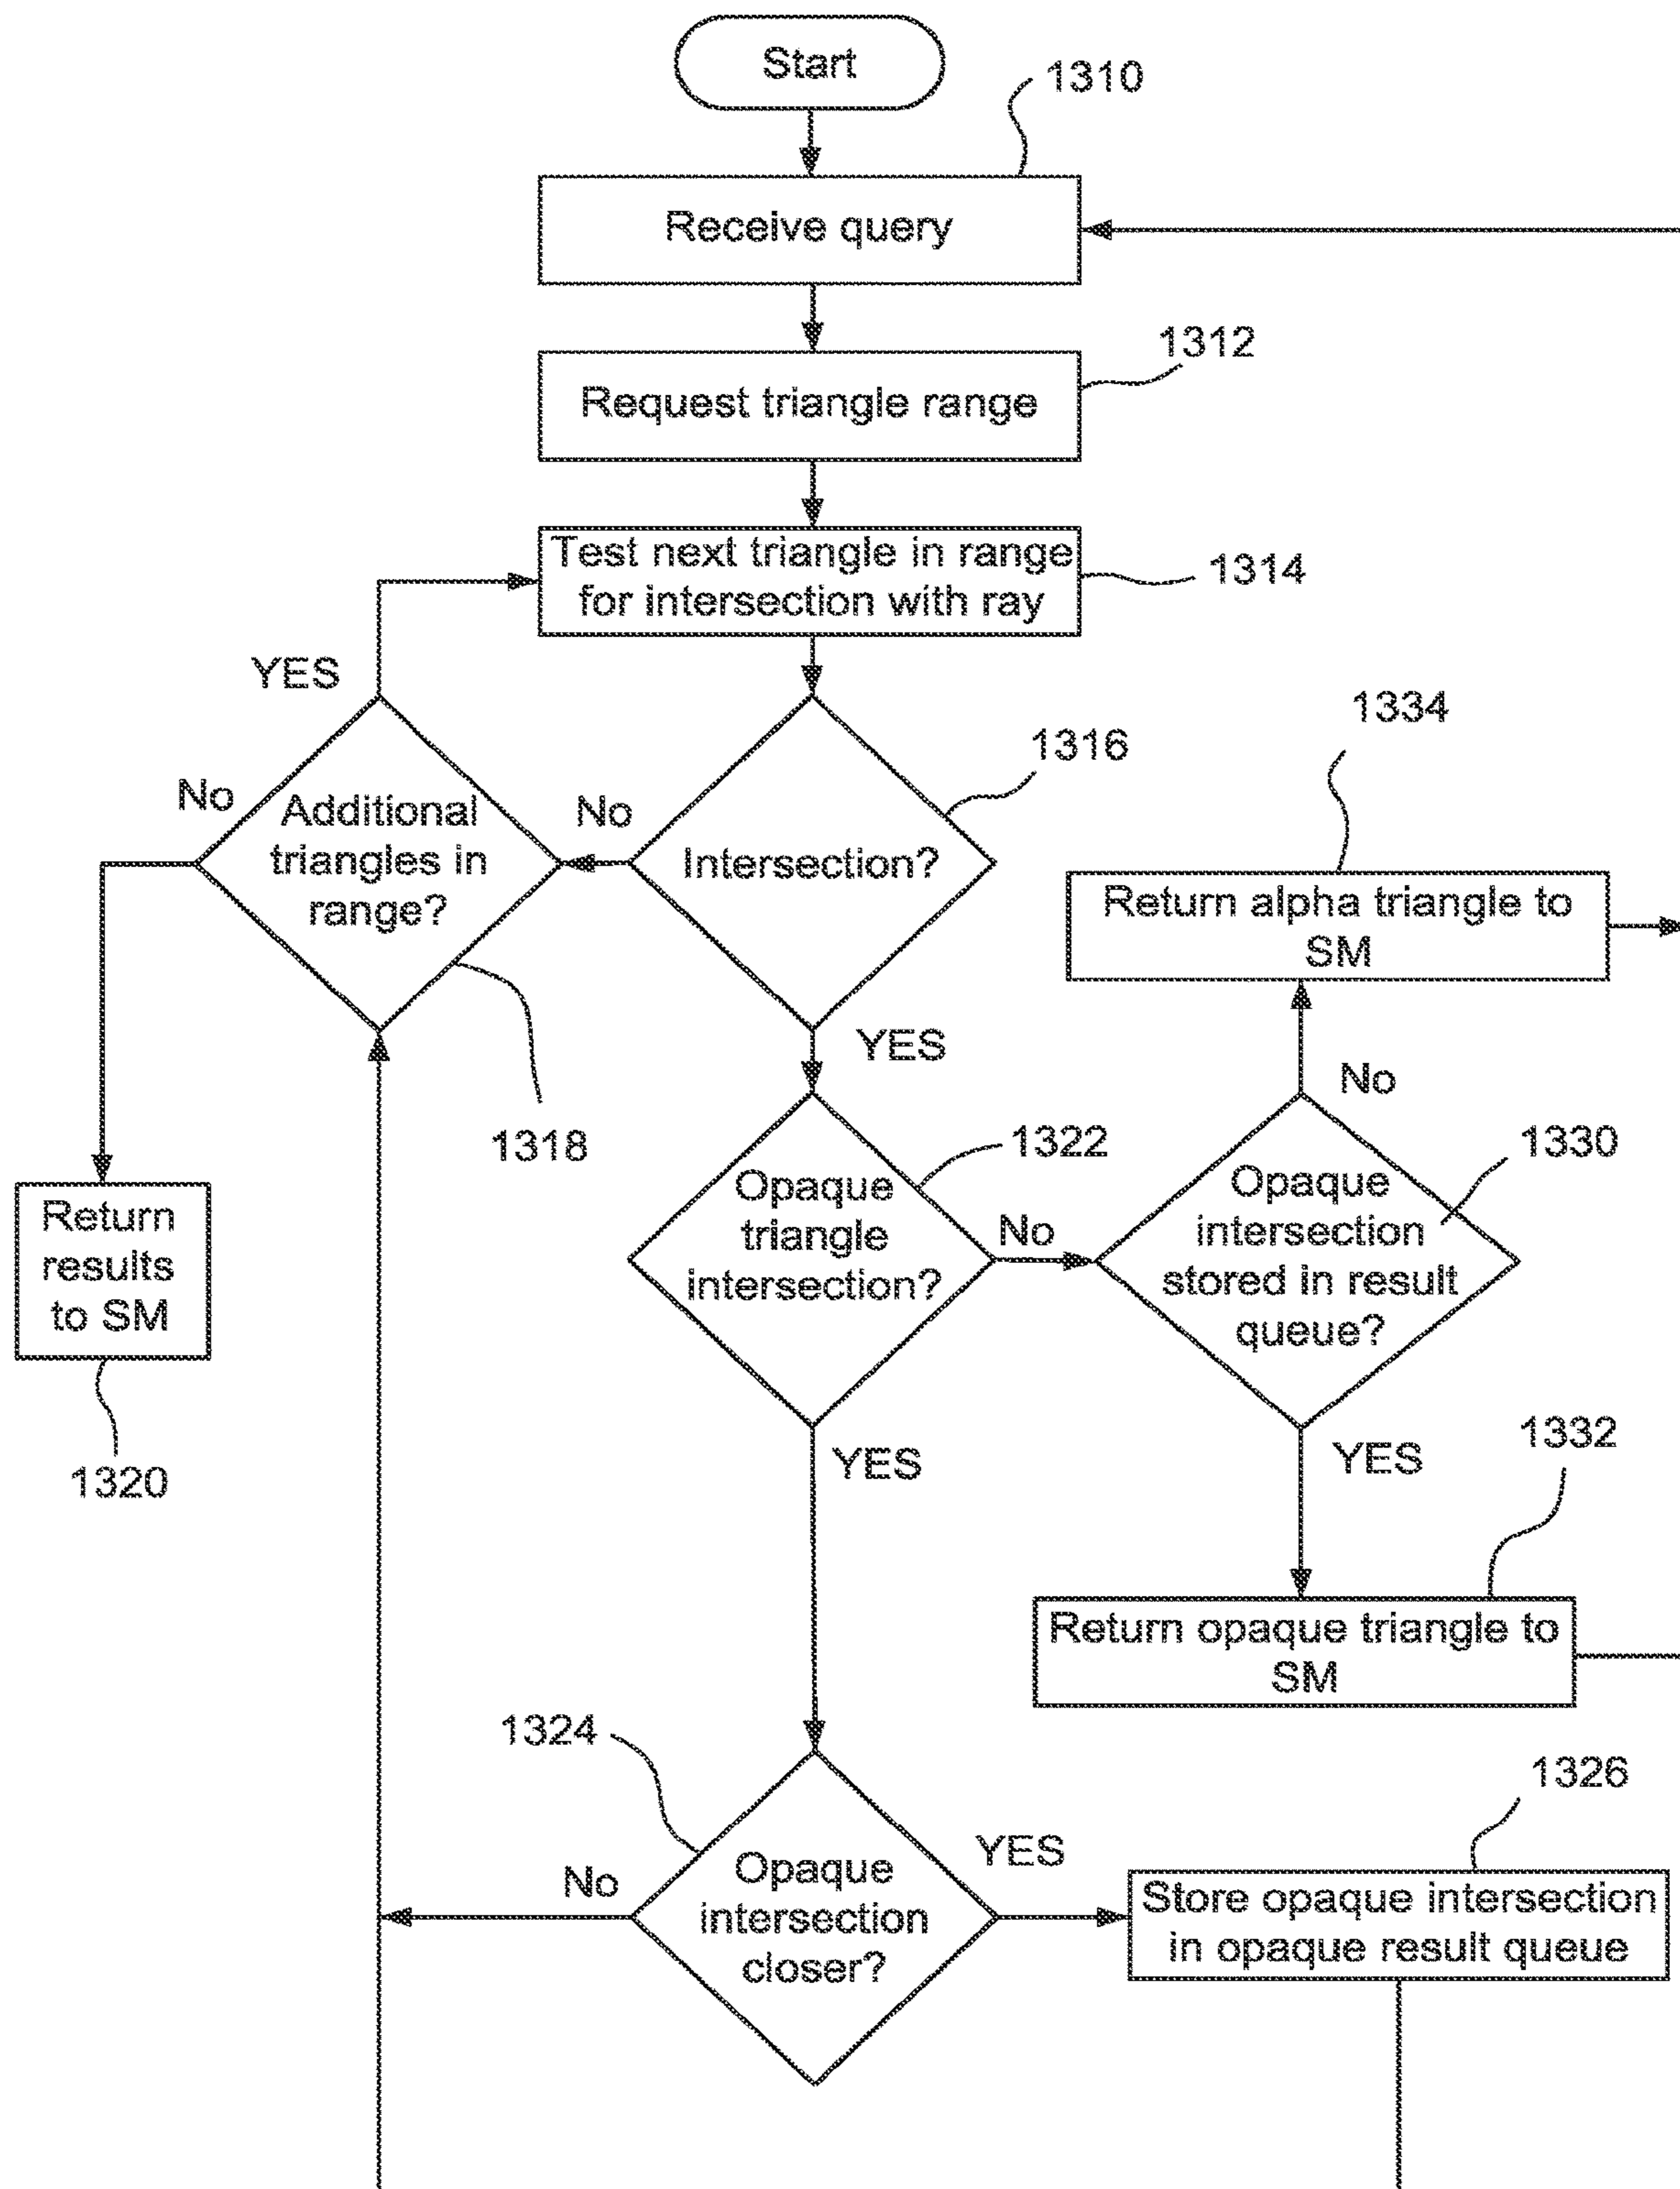 Start
1310
Receive query
1312
Request triangle range
Test next triangle in range
for intersection with ray
1314
YES
1334
1316
No
Additional
triangles in
range?
No
Intersection?
Return alpha triangle to
SM
YES
No
1318
1322
1330
Return
results
to SM
Opaque
triangle
intersection?
No
Opaque
intersection
stored in result
queue?
1320
YES
YES
1332
Return opaque triangle to
SM
1324
1326
No
Opaque
intersection
closer?
YES
Store opaque intersection
in opaque result queue